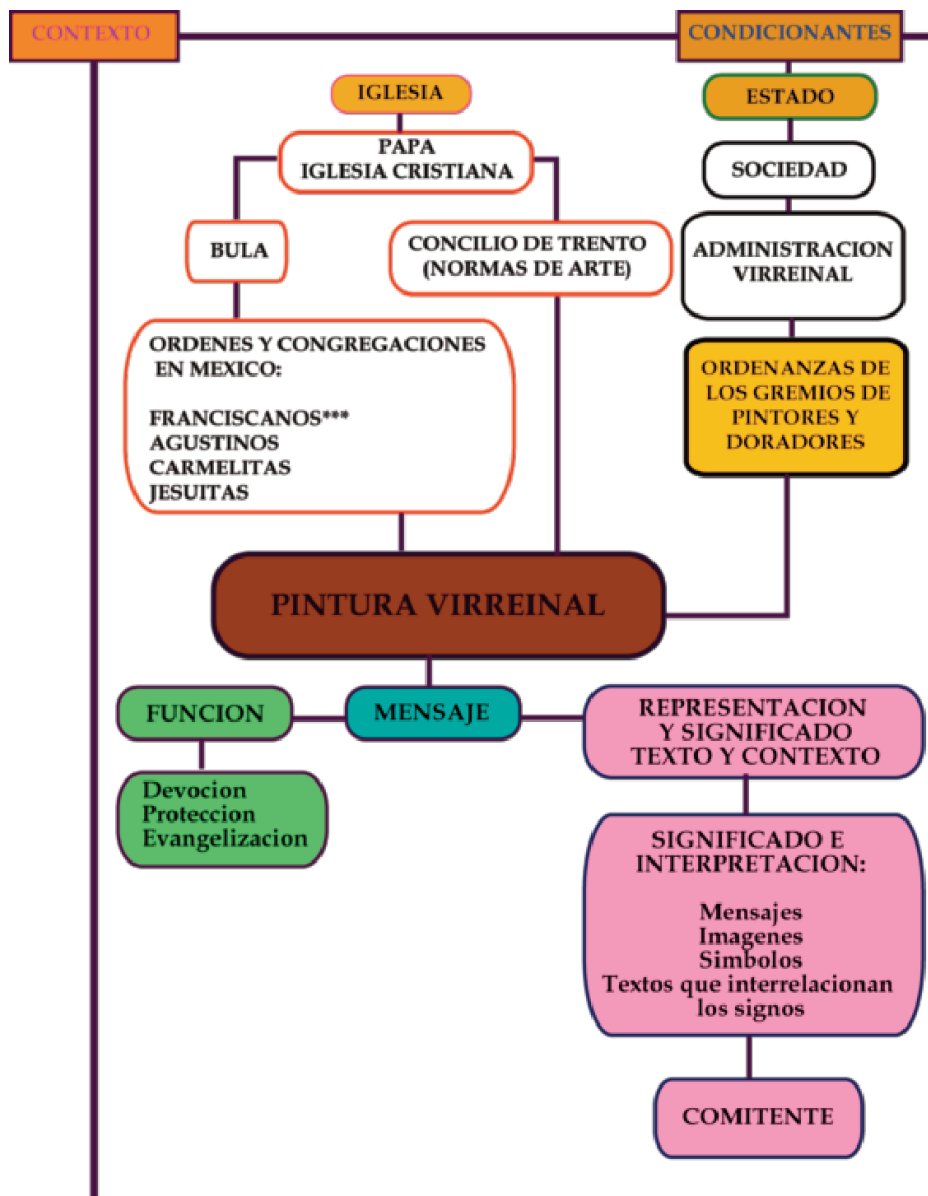 CONTEXTO
CONDICIONANTES
IGLESIA
ESTADO
PAPA
IGLESIA CRISTIANA
SOCIEDAD
BULA
CONCILIO DE TRENTO
(NORMAS DE ARTE)
ADMINISTRACION
VIRREINAL
ORDENES Y CONGREGACIONES
EN MEXICO:
FRANCISCANOS***
AGUSTINOS
CARMELITAS
JESUITAS
ORDENANZAS DE
LOS GREMIOS DE
PINTORES Y
DORADORES
PINTURA VIRREINAL
FUNCION
MENSAJE
REPRESENTACION
Y SIGNIFICADO
TEXTO Y CONTEXTO
Devocion
Proteccion
Evangelizacion
SIGNIFICADO E
INTERPRETACION:
Mensajes
Imagenes
Simbolos
Textos que interrelacionan
los signos
COMITENTE